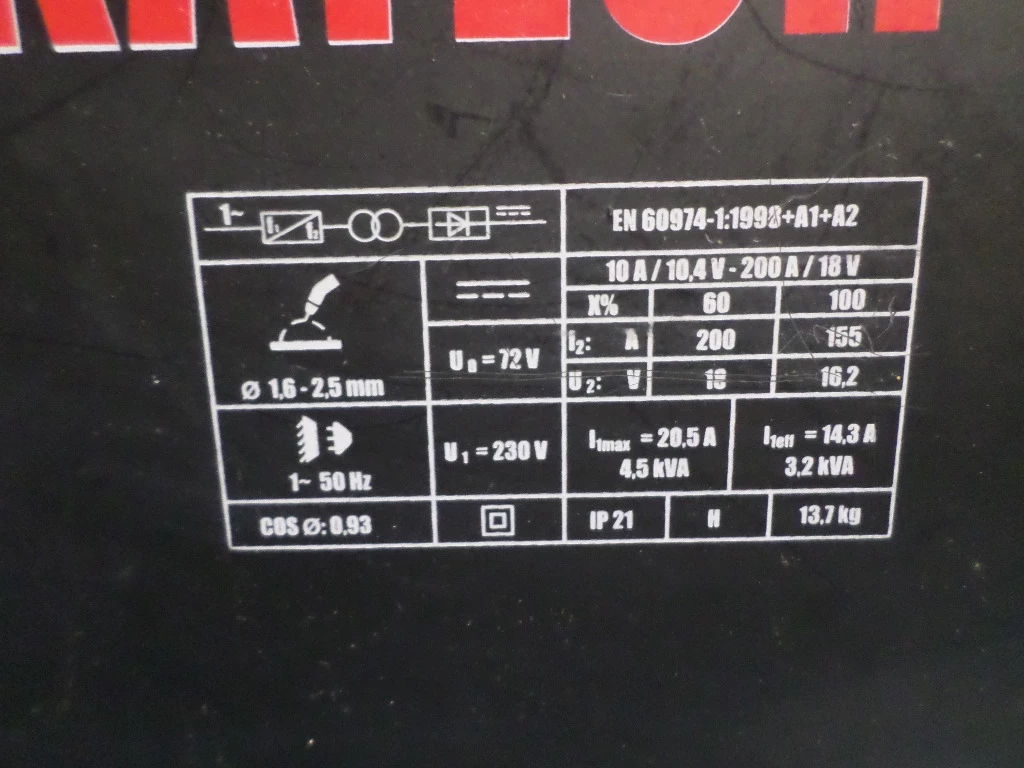 1~
I1
I2
EN 60974-1:1998+A1+A2
10 A / 10,4 V - 200 A / 18 V
X% 60 100
I2: A 200 155
U0 = 72 V
U2: V 18 16,2
Ø 1,6 - 2,5 mm
I1max = 20,5 A
4,5 kVA
I1eff = 14,3 A
3,2 kVA
U1 = 230 V
1~ 50 Hz
COS Ø: 0.93
IP 21
H
13,7 kg